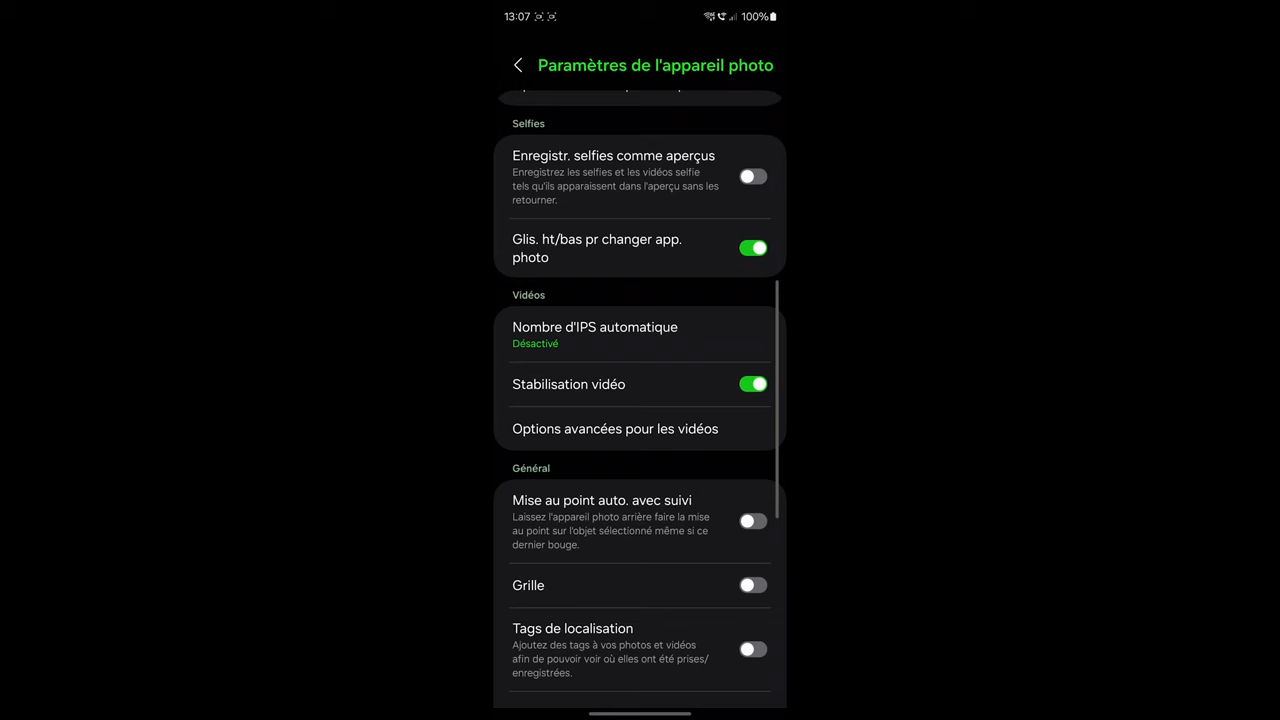 13:07
100%
Paramètres de l'appareil photo
Selfies
Enregistr. selfies comme aperçus
Enregistrez les selfies et les vidéos selfie
tels qu'ils apparaissent dans l'aperçu sans les
retourner.
Glis. ht/bas pr changer app.
photo
Vidéos
Nombre d'IPS automatique
Désactivé
Stabilisation vidéo
Options avancées pour les vidéos
Général
Mise au point auto. avec suivi
Laissez l'appareil photo arrière faire la mise
au point sur l'objet sélectionné même si ce
dernier bouge.
Grille
Tags de localisation
Ajoutez des tags à vos photos et vidéos
afin de pouvoir voir où elles ont été prises/
enregistrées.